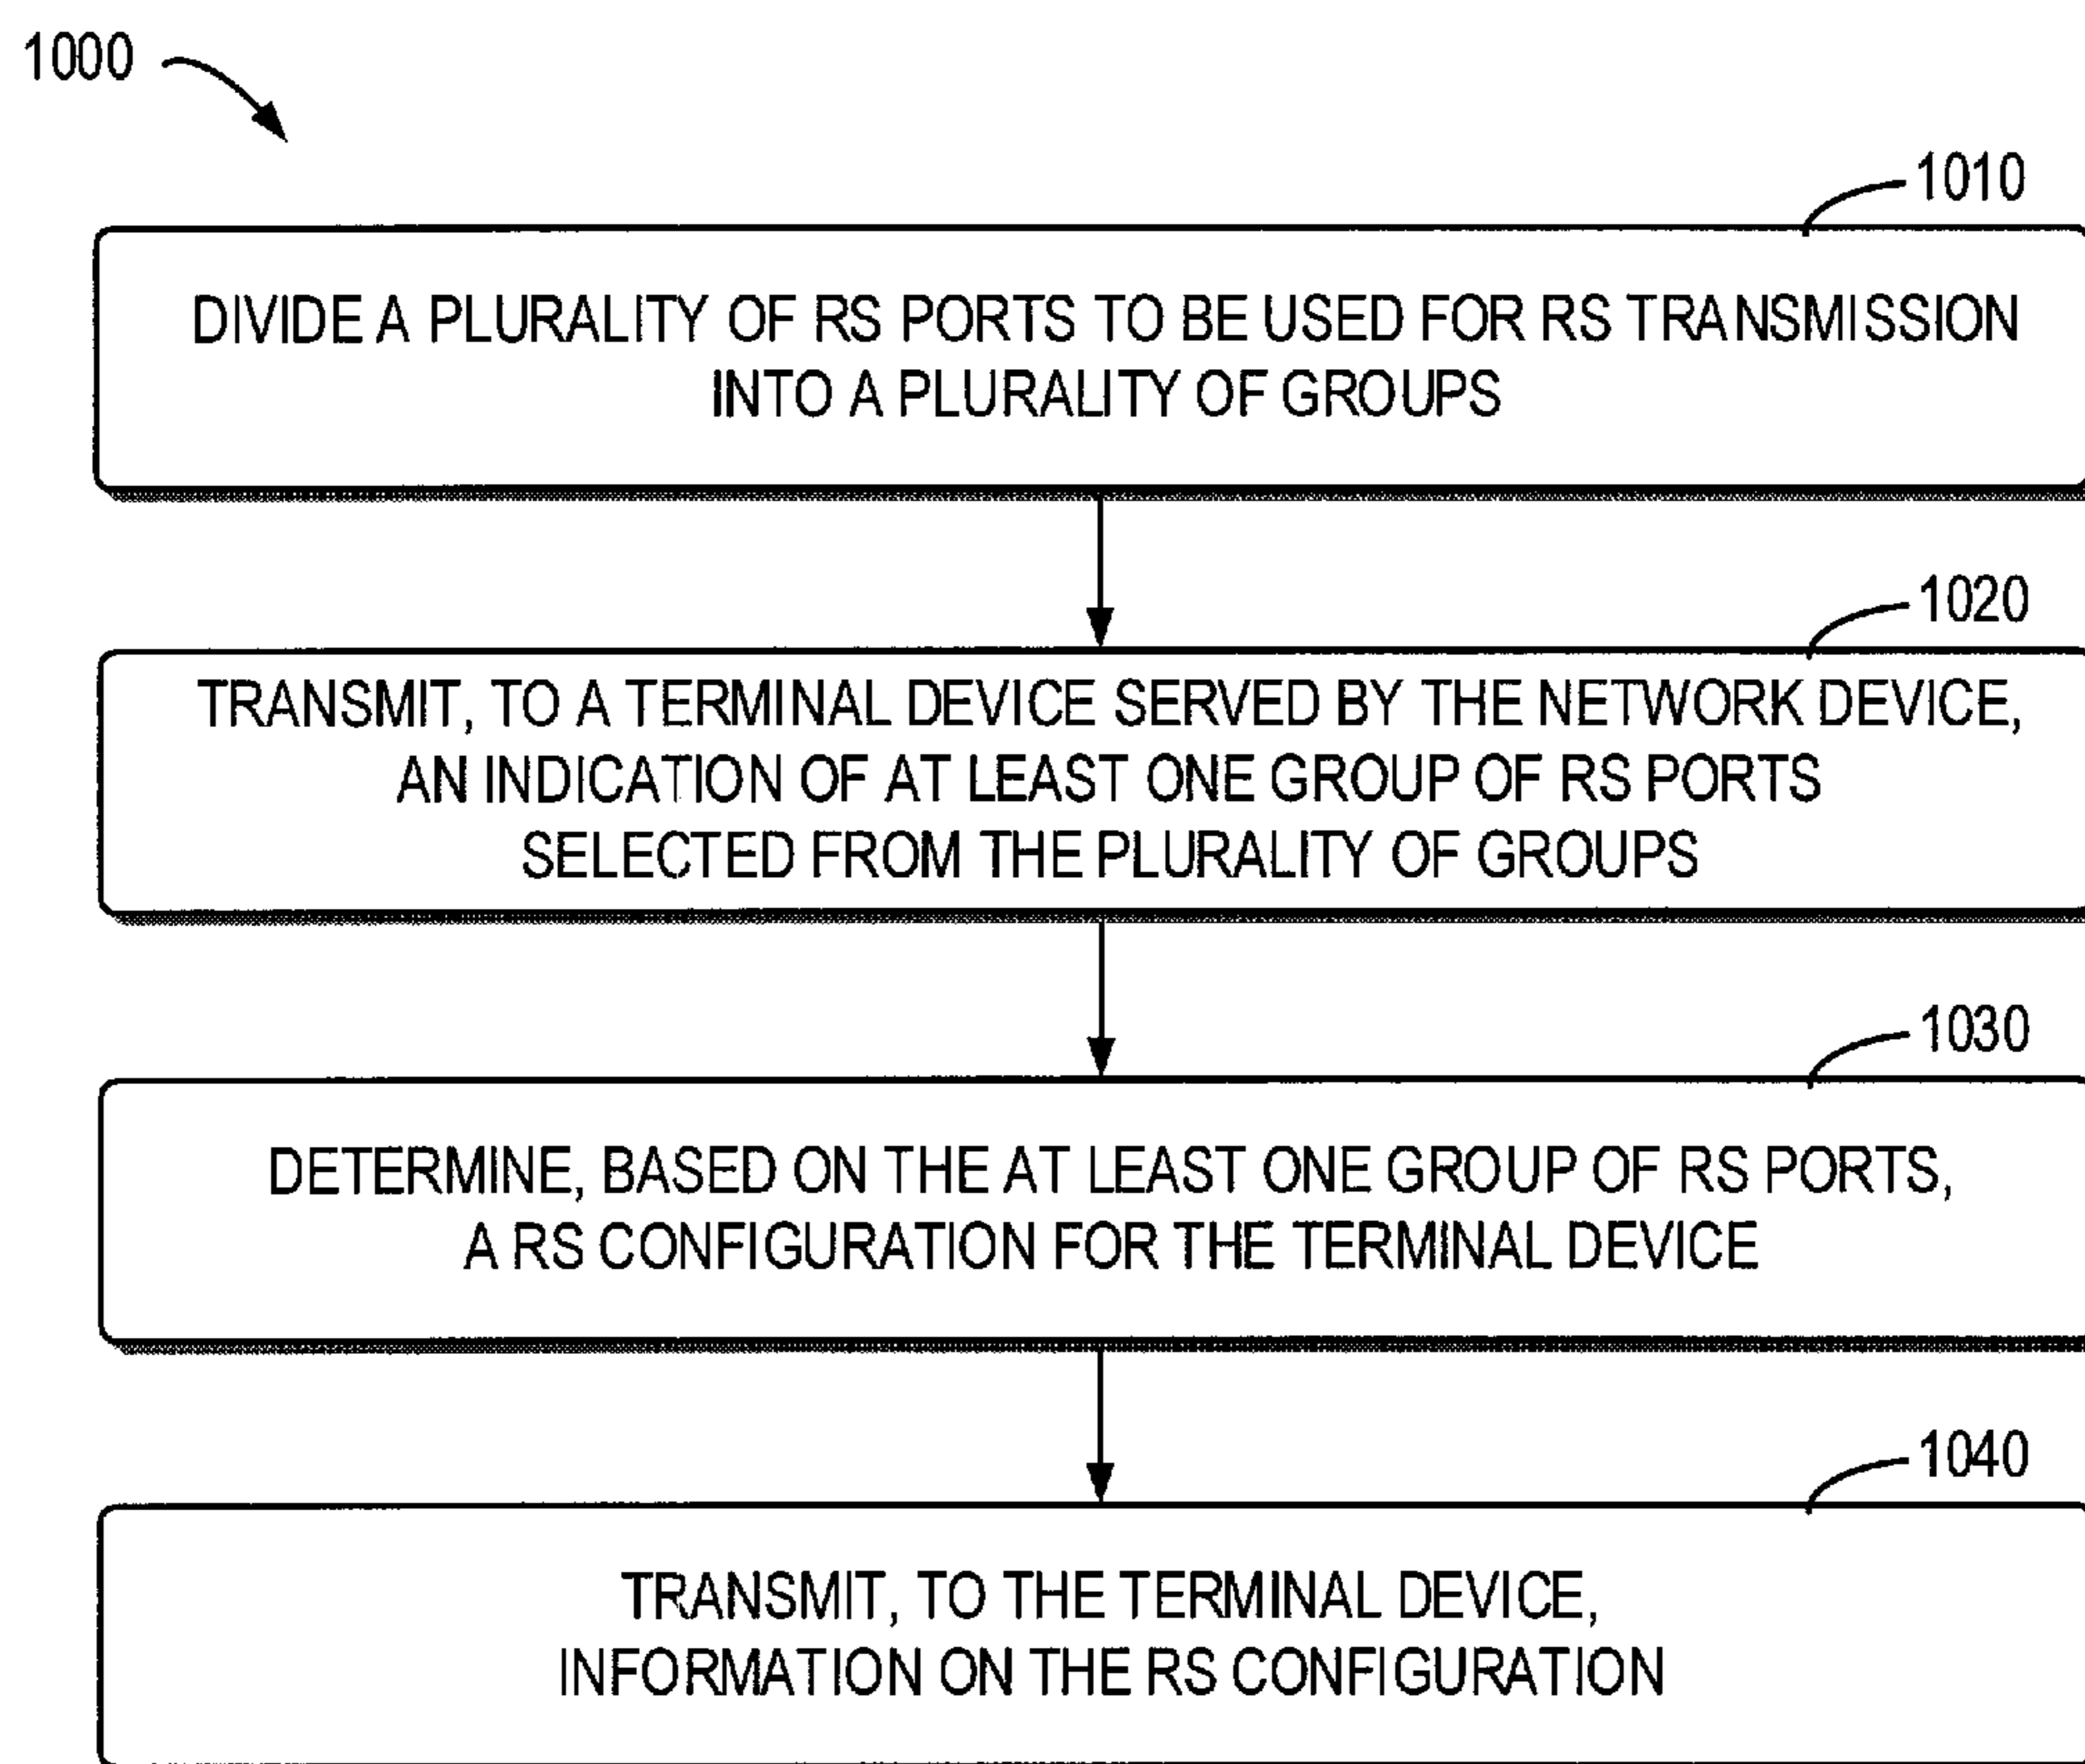 1000
1010
DIVIDE A PLURALITY OF RS PORTS TO BE USED FOR RS TRANSMISSION
INTO A PLURALITY OF GROUPS
1020
TRANSMIT, TO A TERMINAL DEVICE SERVED BY THE NETWORK DEVICE,
AN INDICATION OF AT LEAST ONE GROUP OF RS PORTS
SELECTED FROM THE PLURALITY OF GROUPS
1030
DETERMINE, BASED ON THE AT LEAST ONE GROUP OF RS PORTS,
A RS CONFIGURATION FOR THE TERMINAL DEVICE
1040
TRANSMIT, TO THE TERMINAL DEVICE,
INFORMATION ON THE RS CONFIGURATION